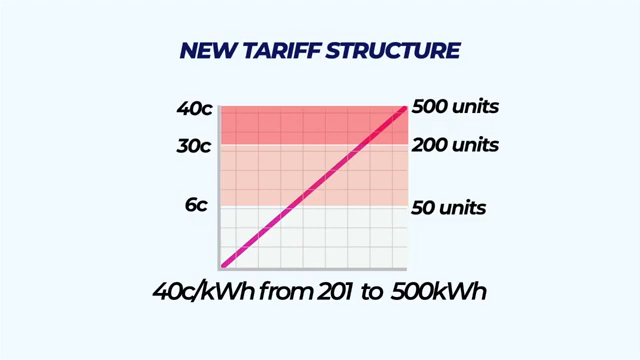 NEW TARIFF STRUCTURE
40c 500 units
30c 200 units
6c 50 units
40c/kWh from 201 to 500kWh